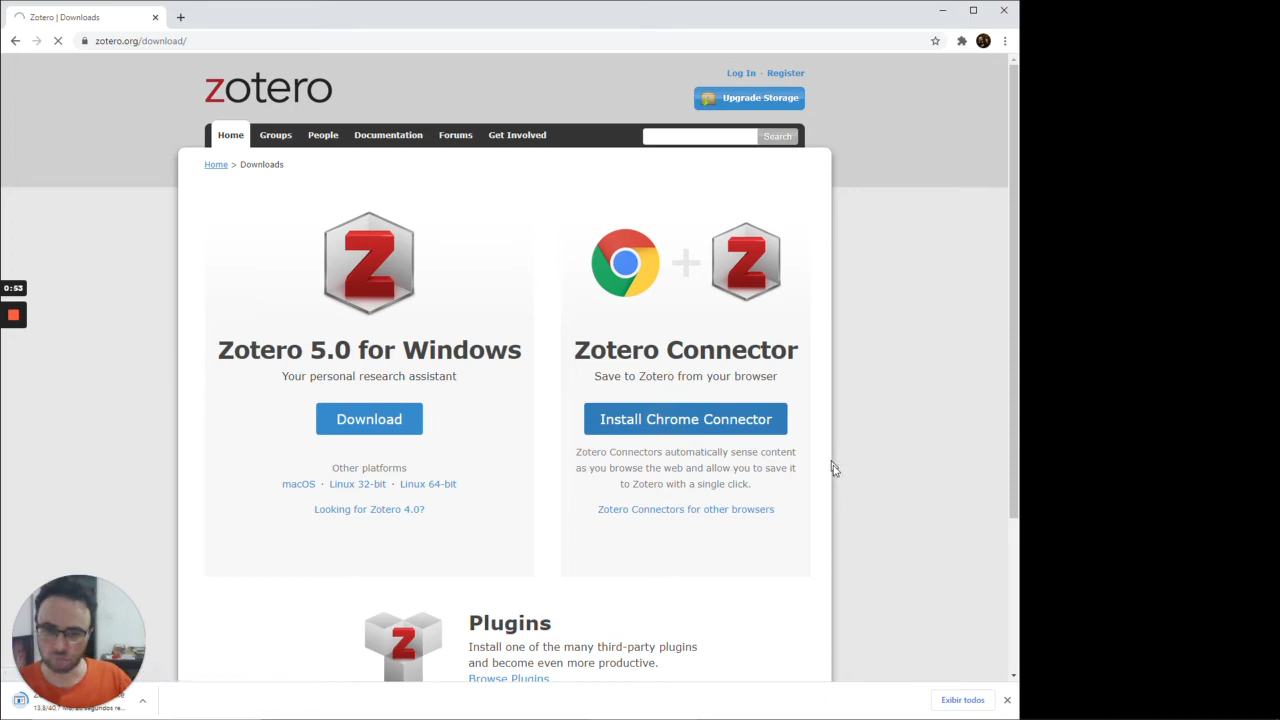 Zotero | Downloads
zotero.org/download/
zotero
Log In · Register
Upgrade Storage
Home Groups People Documentation Forums Get Involved
Search
Home > Downloads
Zotero 5.0 for Windows
Your personal research assistant
Download
Other platforms
macOS · Linux 32-bit · Linux 64-bit
Looking for Zotero 4.0?
Zotero Connector
Save to Zotero from your browser
Install Chrome Connector
Zotero Connectors automatically sense content
as you browse the web and allow you to save it
to Zotero with a single click.
Zotero Connectors for other browsers
0:53
Plugins
Install one of the many third-party plugins
and become even more productive.
Browse Plugins
13,8/40,7 MB,
Exibir todos